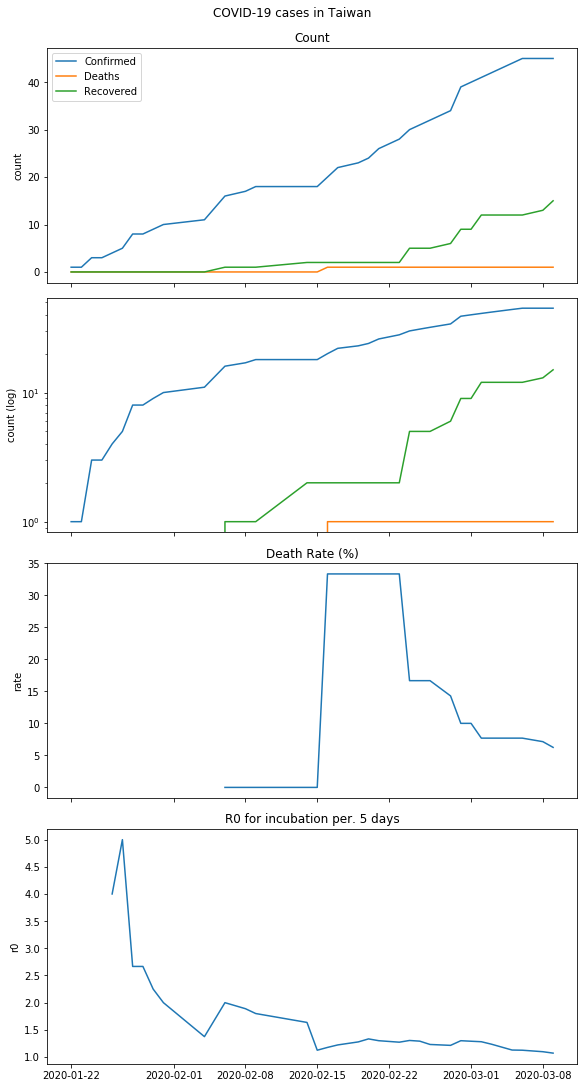 COVID-19 cases in Taiwan
Count
Confirmed
Deaths
Recovered
40
30
20
10
0
count
10¹
10⁰
count (log)
Death Rate (%)
35
30
25
20
15
10
5
0
rate
R0 for incubation per. 5 days
5.0
4.5
4.0
3.5
3.0
2.5
2.0
1.5
1.0
r0
2020-01-22 2020-02-01 2020-02-08 2020-02-15 2020-02-22 2020-03-01 2020-03-08